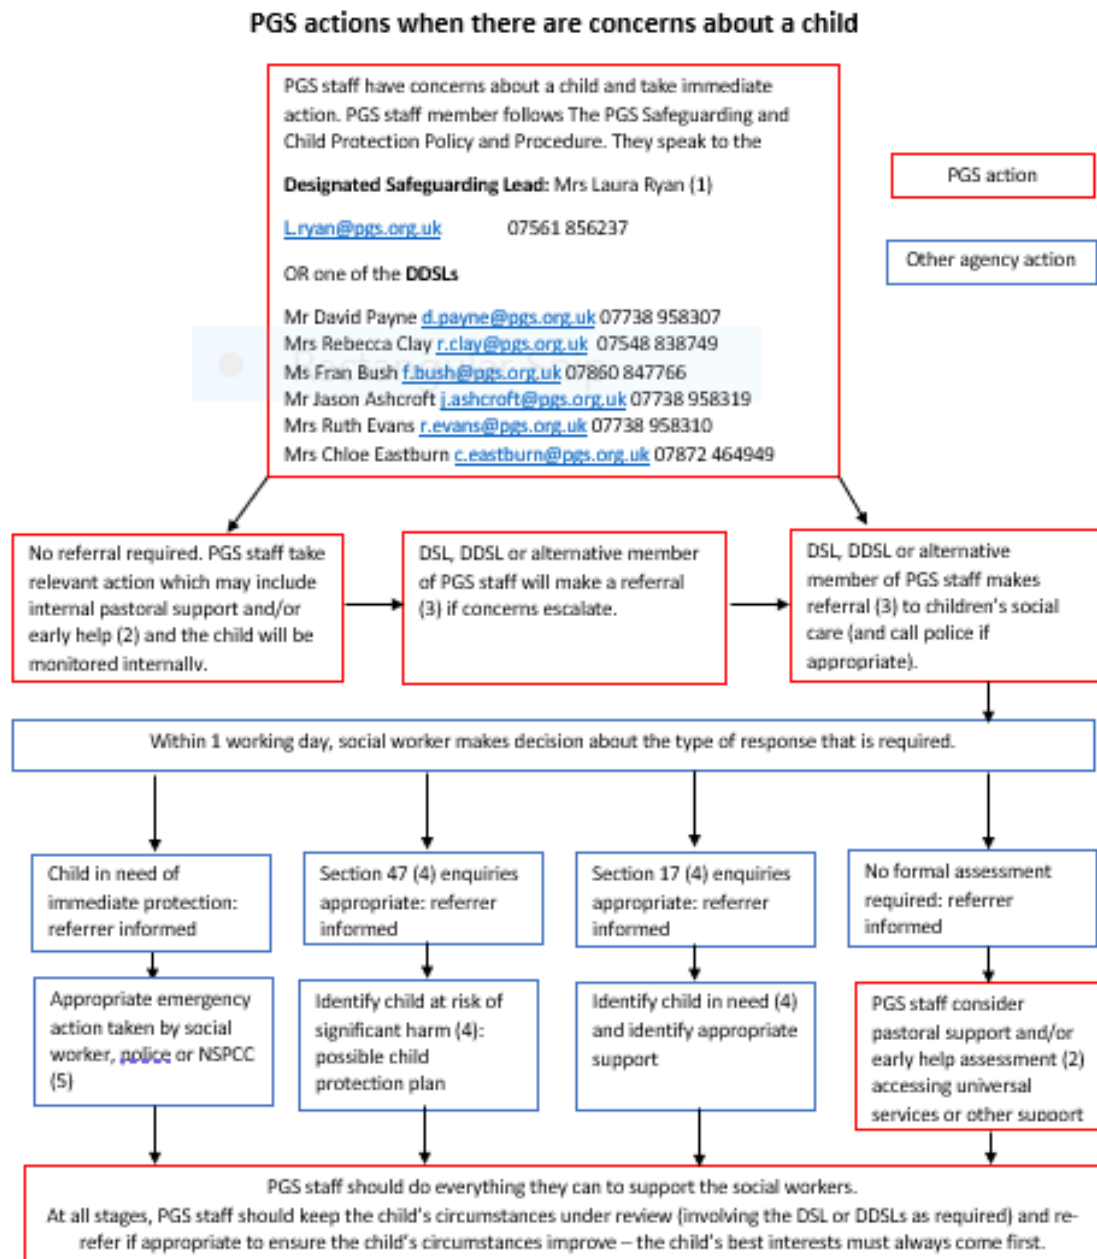 PGS actions when there are concerns about a child
PGS staff have concerns about a child and take immediate
action. PGS staff member follows The PGS Safeguarding and
Child Protection Policy and Procedure. They speak to the
Designated Safeguarding Lead: Mrs Laura Ryan (1)
L.ryan@pgs.org.uk 07561 856237
OR one of the DDSLs
Mr David Payne d.payne@pgs.org.uk 07738 958307
Mrs Rebecca Clay r.clay@pgs.org.uk 07548 838749
Ms Fran Bush f.bush@pgs.org.uk 07860 847766
Mr Jason Ashcroft j.ashcroft@pgs.org.uk 07738 958319
Mrs Ruth Evans r.evans@pgs.org.uk 07738 958310
Mrs Chloe Eastburn c.eastburn@pgs.org.uk 07872 464949
PGS action
Other agency action
Rectangular Snip
No referral required. PGS staff take
relevant action which may include
internal pastoral support and/or
early help (2) and the child will be
monitored internally.
DSL, DDSL or alternative member
of PGS staff will make a referral
(3) if concerns escalate.
DSL, DDSL or alternative
member of PGS staff makes
referral (3) to children's social
care (and call police if
appropriate).
Within 1 working day, social worker makes decision about the type of response that is required.
Child in need of
immediate protection:
referrer informed
Section 47 (4) enquiries
appropriate: referrer
informed
Section 17 (4) enquiries
appropriate: referrer
informed
No formal assessment
required: referrer
informed
Appropriate emergency
action taken by social
worker, police or NSPCC
(5)
Identify child at risk of
significant harm (4):
possible child
protection plan
Identify child in need (4)
and identify appropriate
support
PGS staff consider
pastoral support and/or
early help assessment (2)
accessing universal
services or other support
PGS staff should do everything they can to support the social workers.
At all stages, PGS staff should keep the child's circumstances under review (involving the DSL or DDSLs as required) and re-
refer if appropriate to ensure the child's circumstances improve – the child's best interests must always come first.